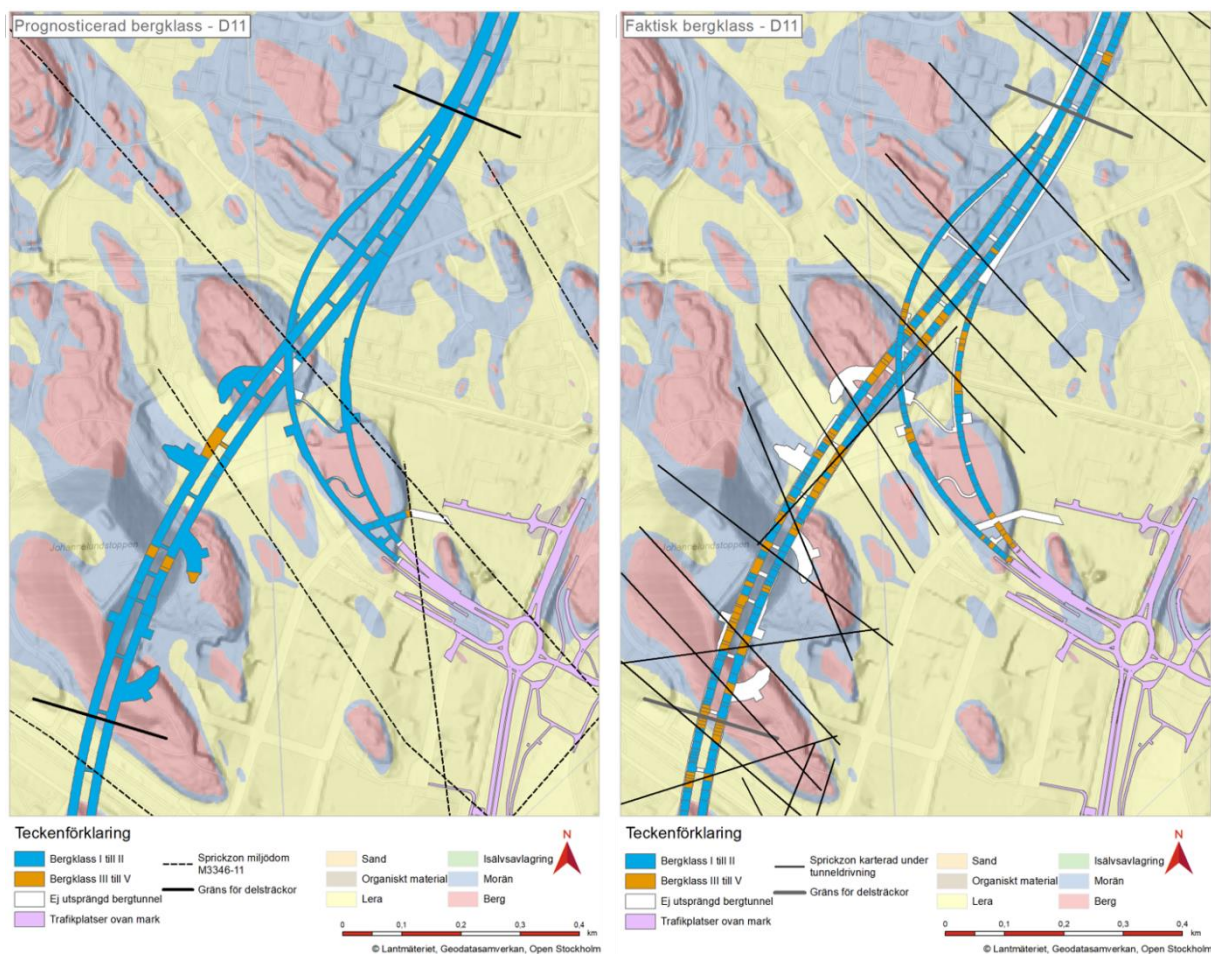 Prognosticerad bergklass - D11
Johannelundstoppen
Teckenförklaring
Bergklass I till II
Bergklass III till V
Ej utsprängd bergtunnel
Trafikplatser ovan mark
Sprickzon miljödom
M3346-11
Gräns för delsträckor
Sand
Organiskt material
Lera
Isälvsavlagring
Morän
Berg
N
0 0,1 0,2 0,3 0,4
km
© Lantmäteriet, Geodatasamverkan, Open Stockholm
Faktisk bergklass - D11
Teckenförklaring
Bergklass I till II
Bergklass III till V
Ej utsprängd bergtunnel
Trafikplatser ovan mark
Sprickzon karterad under
tunneldrivning
Gräns för delsträckor
Sand
Organiskt material
Lera
Isälvsavlagring
Morän
Berg
N
0 0,1 0,2 0,3 0,4
km
© Lantmäteriet, Geodatasamverkan, Open Stockholm